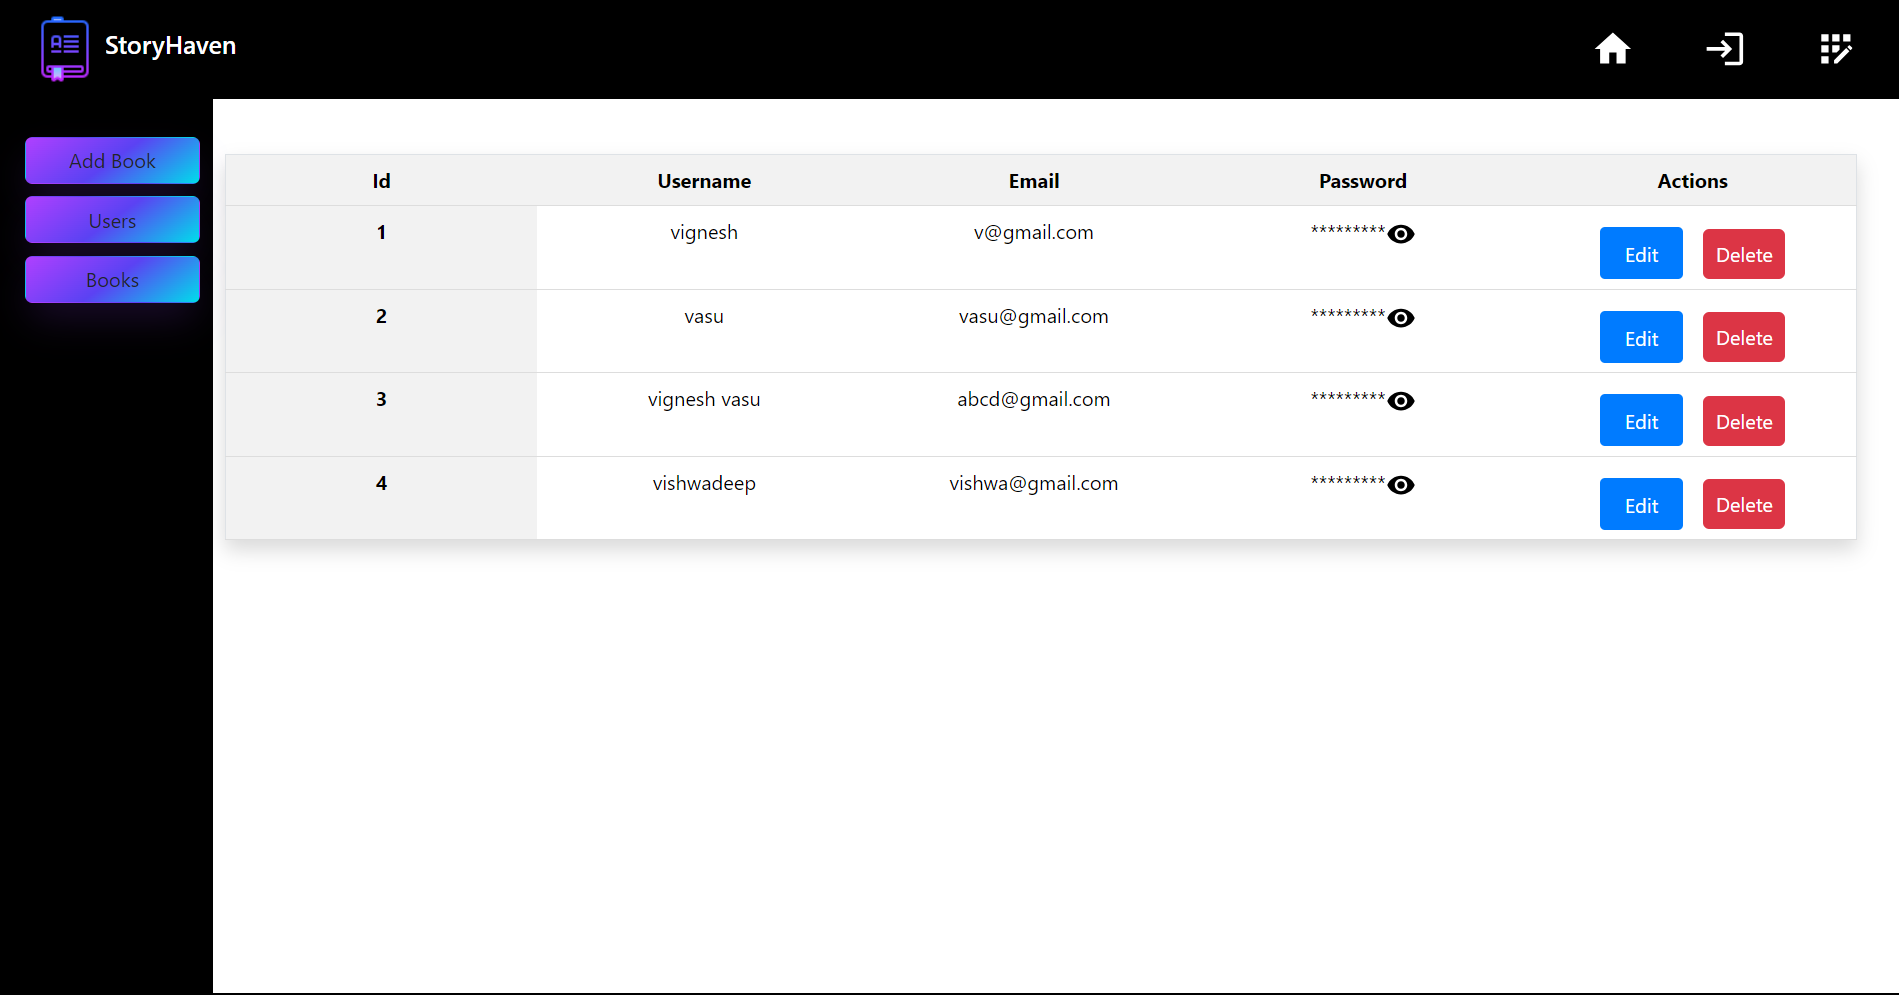 StoryHaven
Add Book
Users
Books
Id Username Email Password Actions
1 vignesh v@gmail.com ********* Edit Delete
2 vasu vasu@gmail.com ********* Edit Delete
3 vignesh vasu abcd@gmail.com ********* Edit Delete
4 vishwadeep vishwa@gmail.com ********* Edit Delete